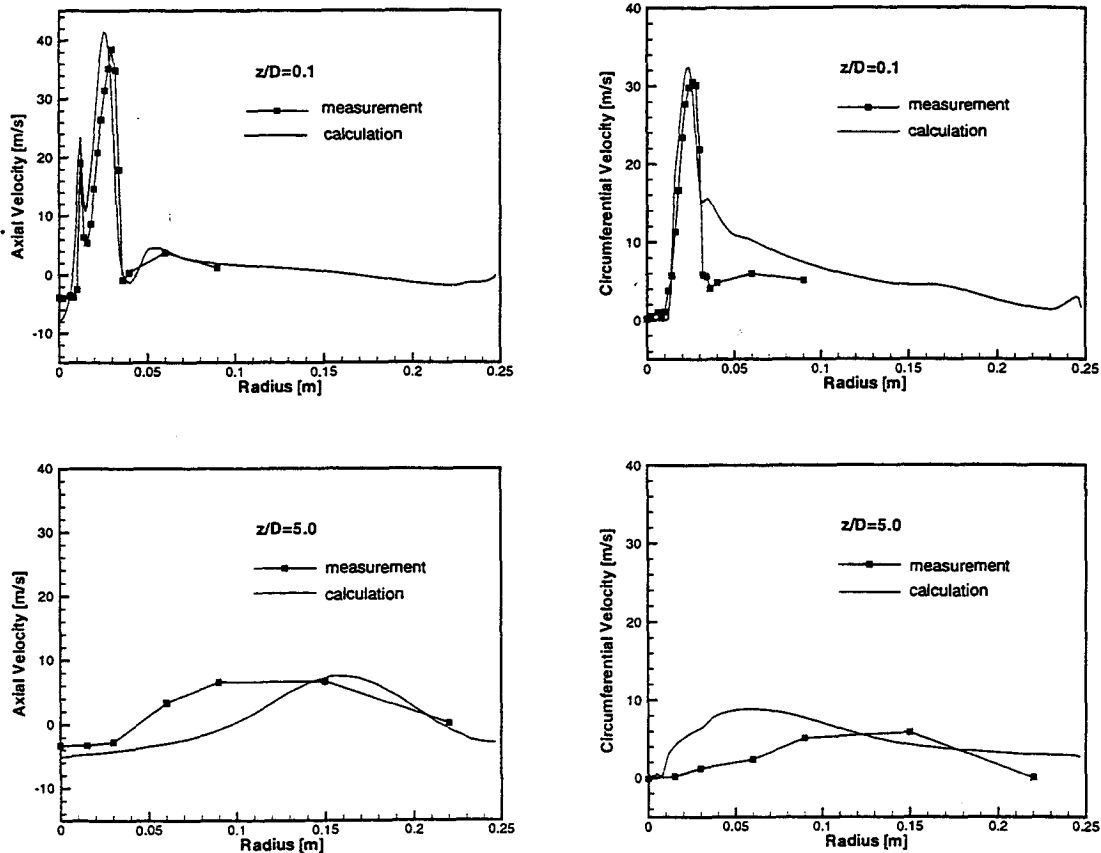 Axial Velocity [m/s]
40
30
20
10
0
-10
z/D=0.1
measurement
calculation
0
0.05
0.1
0.15
0.2
0.25
Radius [m]
Circumferential Velocity [m/s]
40
30
20
10
0
z/D=0.1
measurement
calculation
0
0.05
0.1
0.15
0.2
0.25
Radius [m]
Axial Velocity [m/s]
40
30
20
10
0
-10
z/D=5.0
measurement
calculation
0
0.05
0.1
0.15
0.2
0.25
Radius [m]
Circumferential Velocity [m/s]
40
30
20
10
0
z/D=5.0
measurement
calculation
0
0.05
0.1
0.15
0.2
0.25
Radius [m]